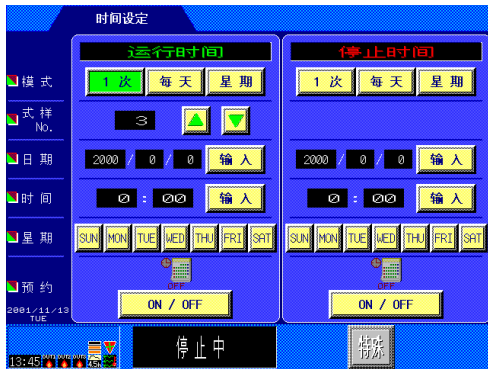 时间设定
运行时间 停止时间
模式 1 次 每天 星期 1 次 每天 星期
式样 No. 3
日期 2000 / 0 / 0 输入 2000 / 0 / 0 输入
时间 0 : 00 输入 0 : 00 输入
星期 SUN MON TUE WED THU FRI SAT SUN MON TUE WED THU FRI SAT
OFF OFF
预约 ON / OFF ON / OFF
2001/11/13
TUE
停止中 特殊
13:45